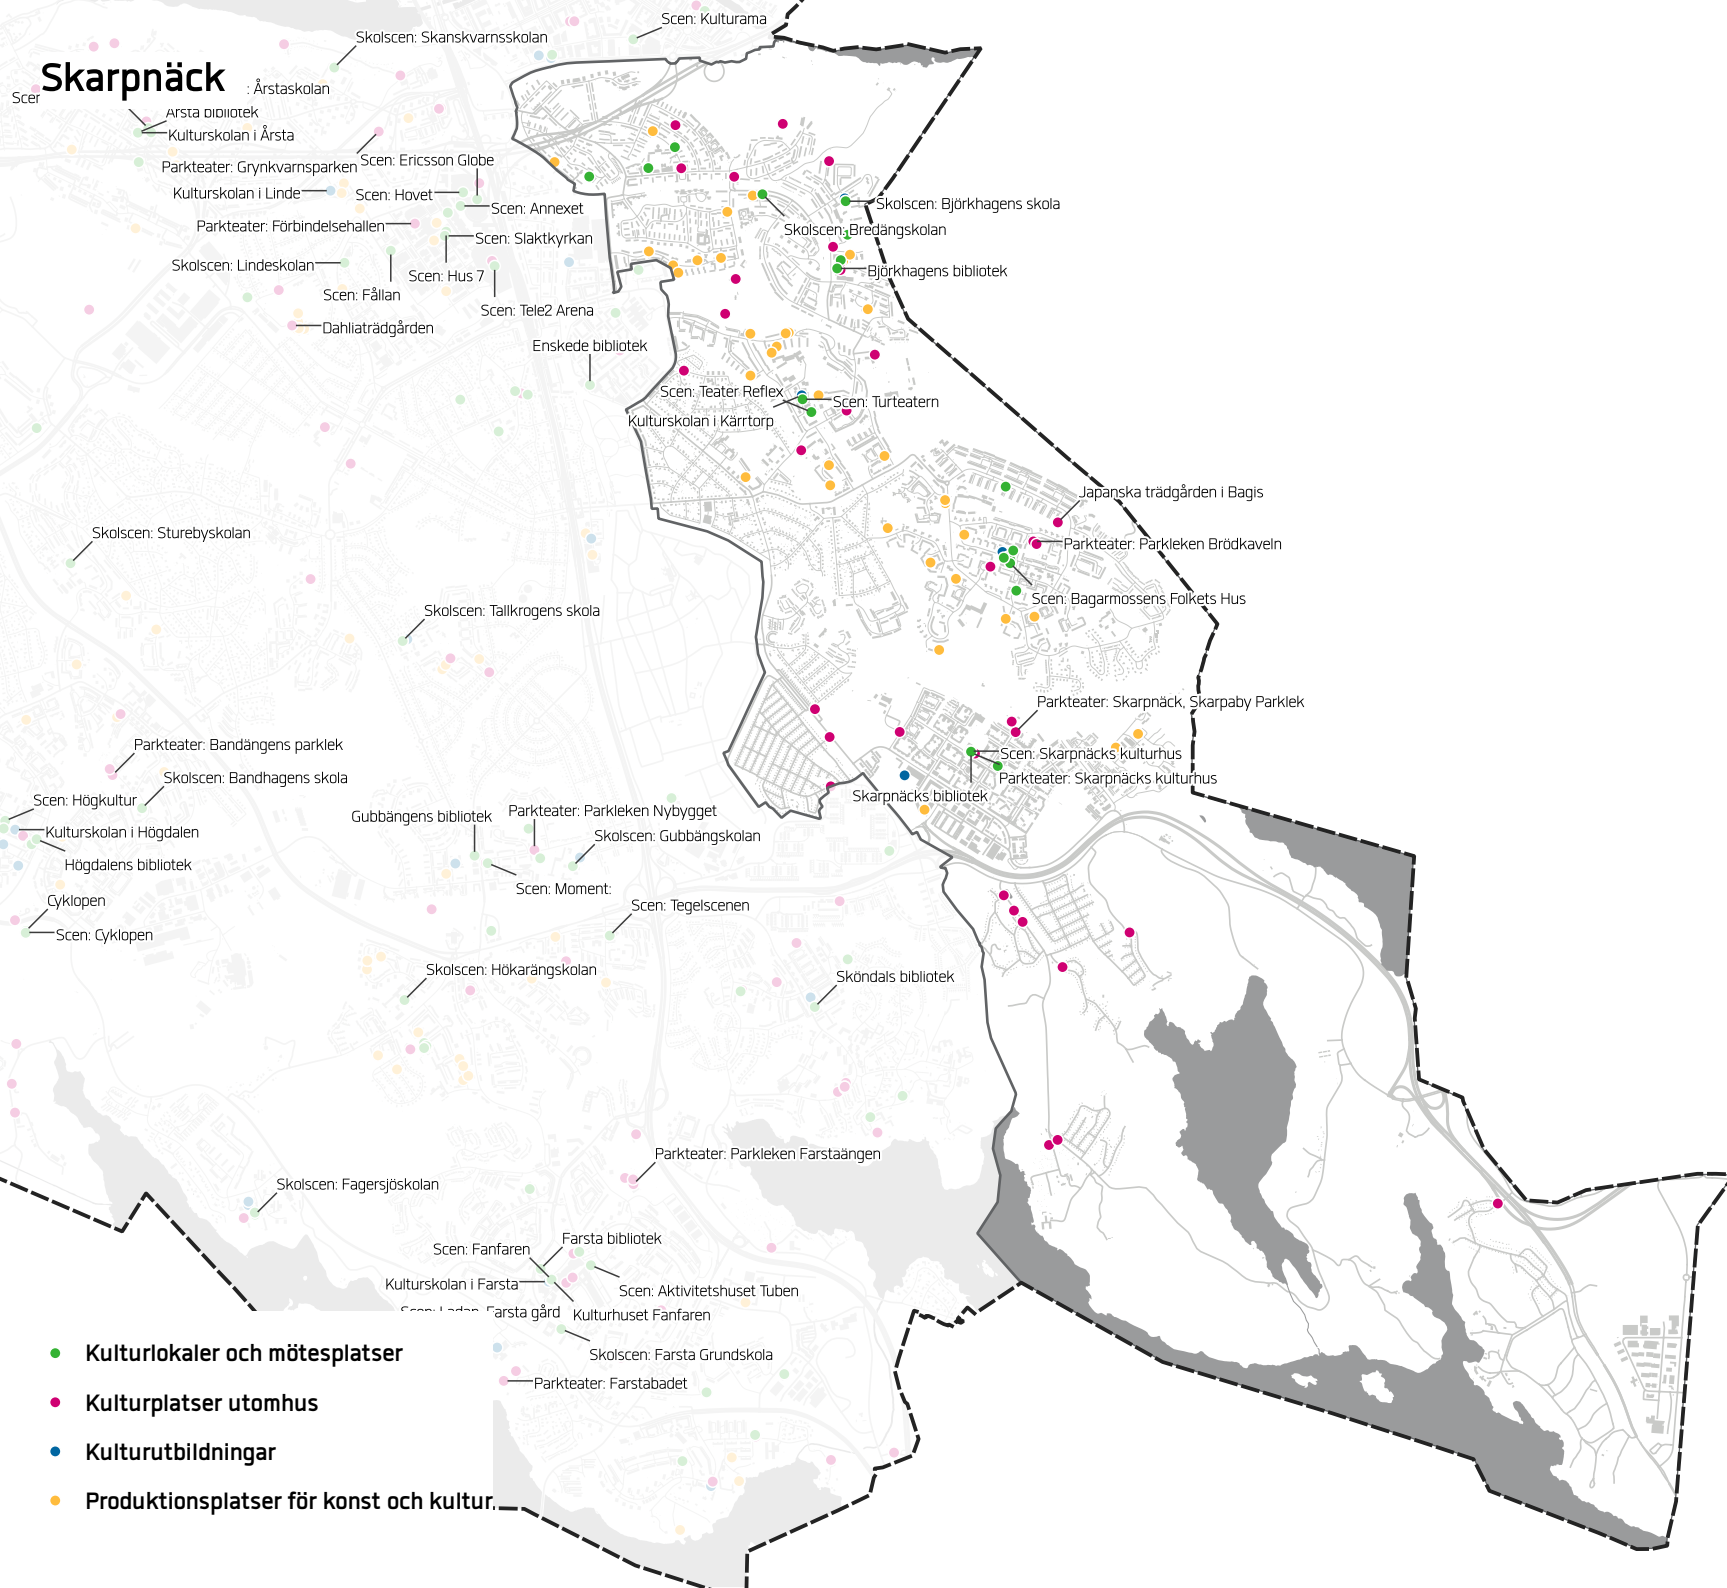 Skarpnäck
Scen: Kulturama
Skolscen: Skanskvarnsskolan
Scen
: Årstaskolan
Årsta bibliotek
Kulturskolan i Årsta
Parkteater: Grynkvarnsparken
Scen: Ericsson Globe
Kulturskolan i Linde
Scen: Hovet
Scen: Annexet
Skolscen: Björkhagens skola
Parkteater: Förbindelsehallen
Scen: Slaktkyrkan
Skolscen: Bredängskolan
Skolscen: Lindeskolan
Scen: Hus 7
Björkhagens bibliotek
Scen: Fållan
Scen: Tele2 Arena
Dahliaträdgården
Enskede bibliotek
Scen: Teater Reflex
Scen: Turteatern
Kulturskolan i Kärrtorp
Japanska trädgården i Bagis
Skolscen: Sturebyskolan
Parkteater: Parkleken Brödkaveln
Scen: Bagarmossens Folkets Hus
Skolscen: Tallkrogens skola
Parkteater: Skarpnäck, Skarpaby Parklek
Parkteater: Bandängens parklek
Scen: Skarpnäcks kulturhus
Skolscen: Bandhagens skola
Parkteater: Skarpnäcks kulturhus
Skarpnäcks bibliotek
Scen: Högkultur
Gubbängens bibliotek
Parkteater: Parkleken Nybygget
Kulturskolan i Högdalen
Skolscen: Gubbängskolan
Högdalens bibliotek
Scen: Moment:
Cyklopen
Scen: Tegelscenen
Scen: Cyklopen
Skolscen: Hökarängskolan
Sköndals bibliotek
Parkteater: Parkleken Farstaängen
Skolscen: Fagersjöskolan
Farsta bibliotek
Scen: Fanfaren
Kulturskolan i Farsta
Scen: Aktivitetshuset Tuben
Scen: Ladan, Farsta gård
Kulturhuset Fanfaren
Skolscen: Farsta Grundskola
Parkteater: Farstabadet
Kulturlokaler och mötesplatser
Kulturplatser utomhus
Kulturutbildningar
Produktionsplatser för konst och kultur.